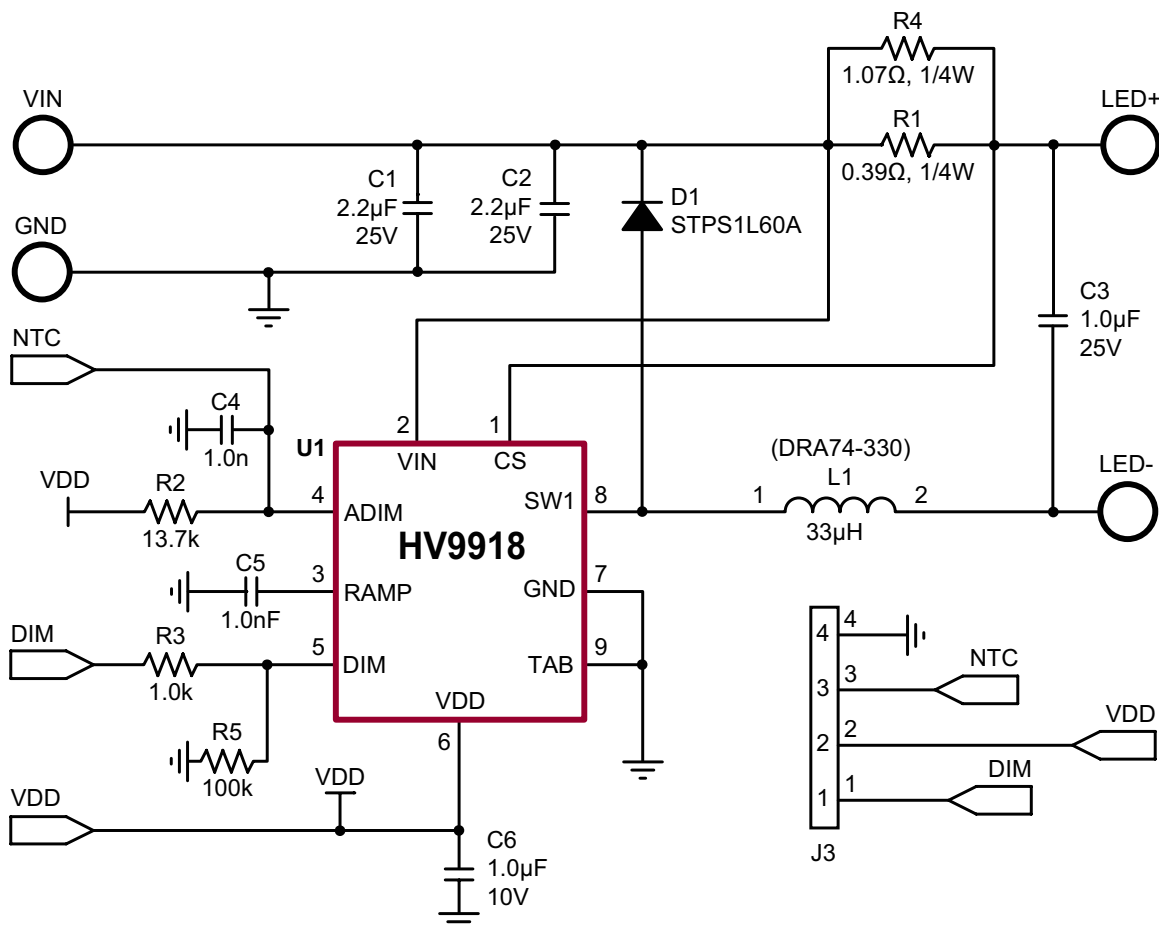 R4
1.07Ω, 1/4W
VIN
LED+
R1
0.39Ω, 1/4W
C1
2.2µF
25V
C2
2.2µF
25V
D1
STPS1L60A
GND
C3
1.0µF
25V
NTC
C4
1.0n
2
1
U1
VIN
CS
(DRA74-330)
L1
1
2
33µH
LED-
VDD
R2
13.7k
4
ADIM
SW1
8
HV9918
C5
1.0nF
3
RAMP
GND
7
DIM
R3
1.0k
5
DIM
TAB
9
VDD
6
R5
100k
4
4
3
3
NTC
2
2
VDD
1
1
DIM
J3
VDD
VDD
C6
1.0µF
10V